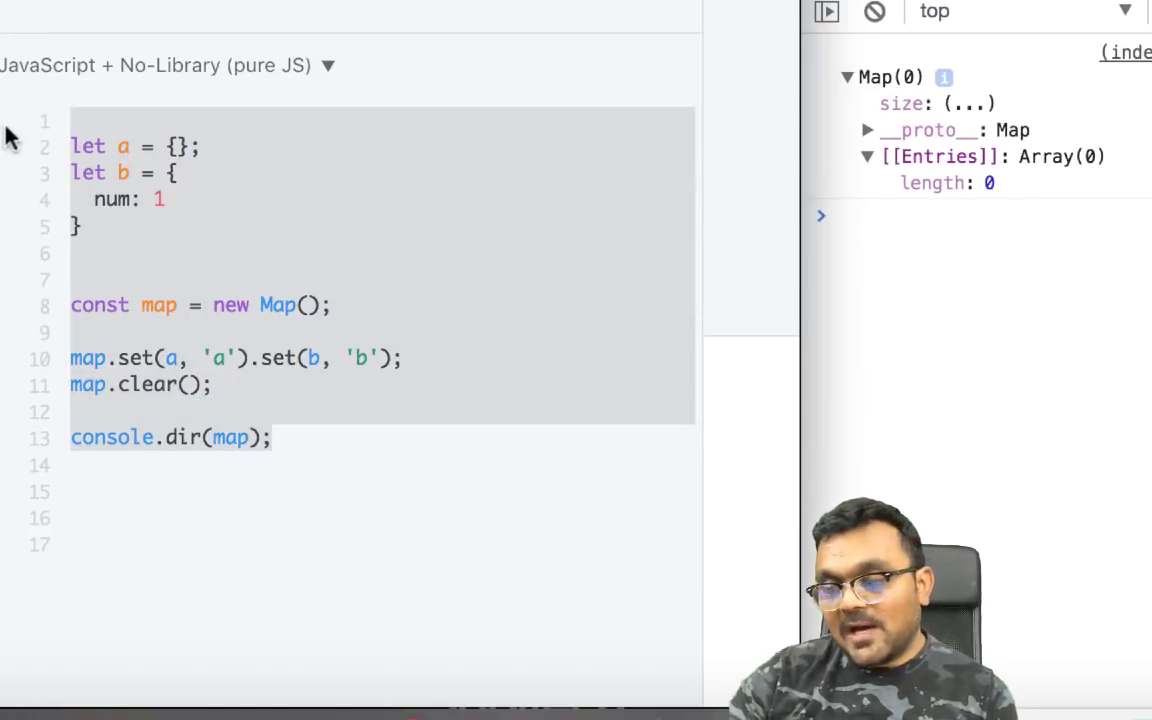 top
JavaScript + No-Library (pure JS) ▼
(inde
1
2 let a = {};
3 let b = {
4 num: 1
5 }
6
7
8 const map = new Map();
9
10 map.set(a, 'a').set(b, 'b');
11 map.clear();
12
13 console.dir(map);
14
15
16
17
▼Map(0) i
size: (...)
▶__proto__: Map
▼[[Entries]]: Array(0)
length: 0
>